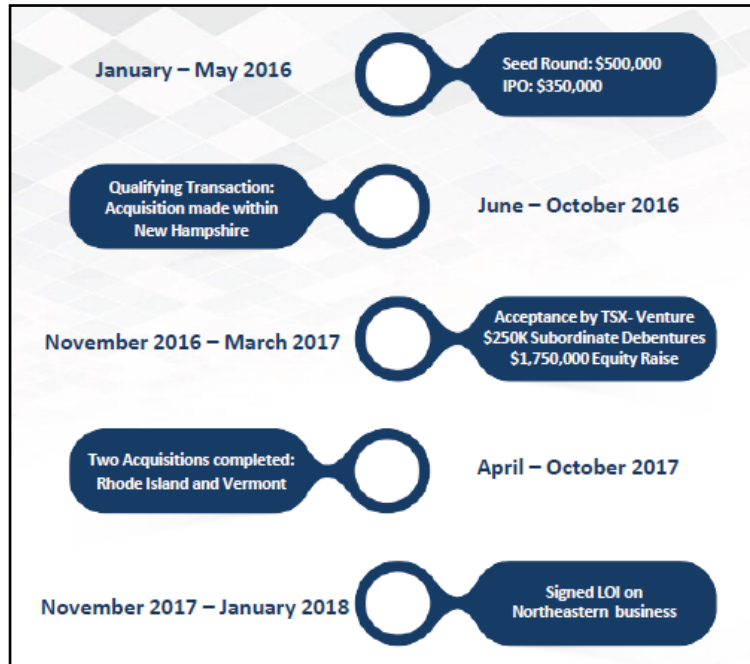 January – May 2016
Seed Round: $500,000
IPO: $350,000
Qualifying Transaction:
Acquisition made within
New Hampshire
June – October 2016
November 2016 – March 2017
Acceptance by TSX- Venture
$250K Subordinate Debentures
$1,750,000 Equity Raise
Two Acquisitions completed:
Rhode Island and Vermont
April – October 2017
November 2017 – January 2018
Signed LOI on
Northeastern business